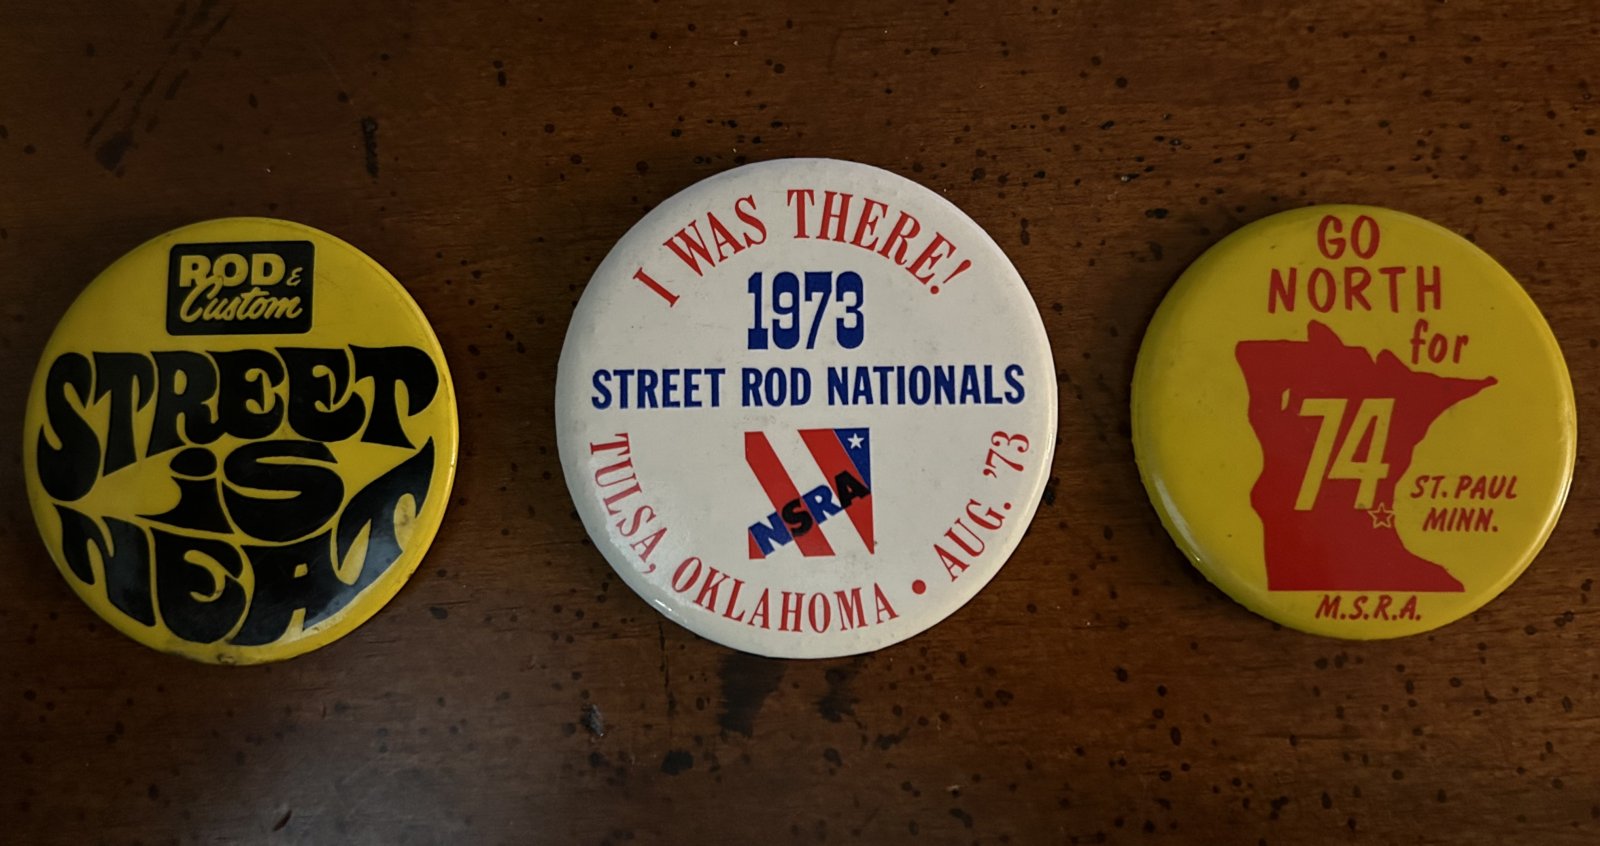 ROD &
Custom
STREET
iS
NEAT
I WAS THERE!
1973
STREET ROD NATIONALS
NSRA
TULSA, OKLAHOMA • AUG. '73
GO
NORTH
for
'74
ST. PAUL
MINN.
M.S.R.A.